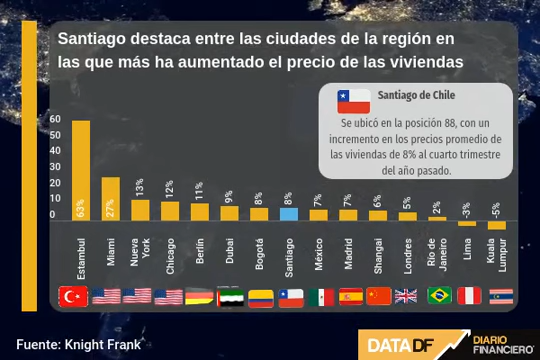 Santiago destaca entre las ciudades de la región en
las que más ha aumentado el precio de las viviendas
Santiago de Chile
Se ubicó en la posición 88, con un
incremento en los precios promedio de
las viviendas de 8% al cuarto trimestre
del año pasado.
60
50
40
30
20
10
0
63%
27%
13%
12%
11%
9%
8%
8%
7%
7%
6%
5%
2%
-3%
-5%
Estambul
Miami
Nueva
York
Chicago
Berlín
Dubai
Bogotá
Santiago
México
Madrid
Shangai
Londres
Río de
Janeiro
Lima
Kuala
Lumpur
Fuente: Knight Frank
DATA DF
DIARIO
FINANCIERO